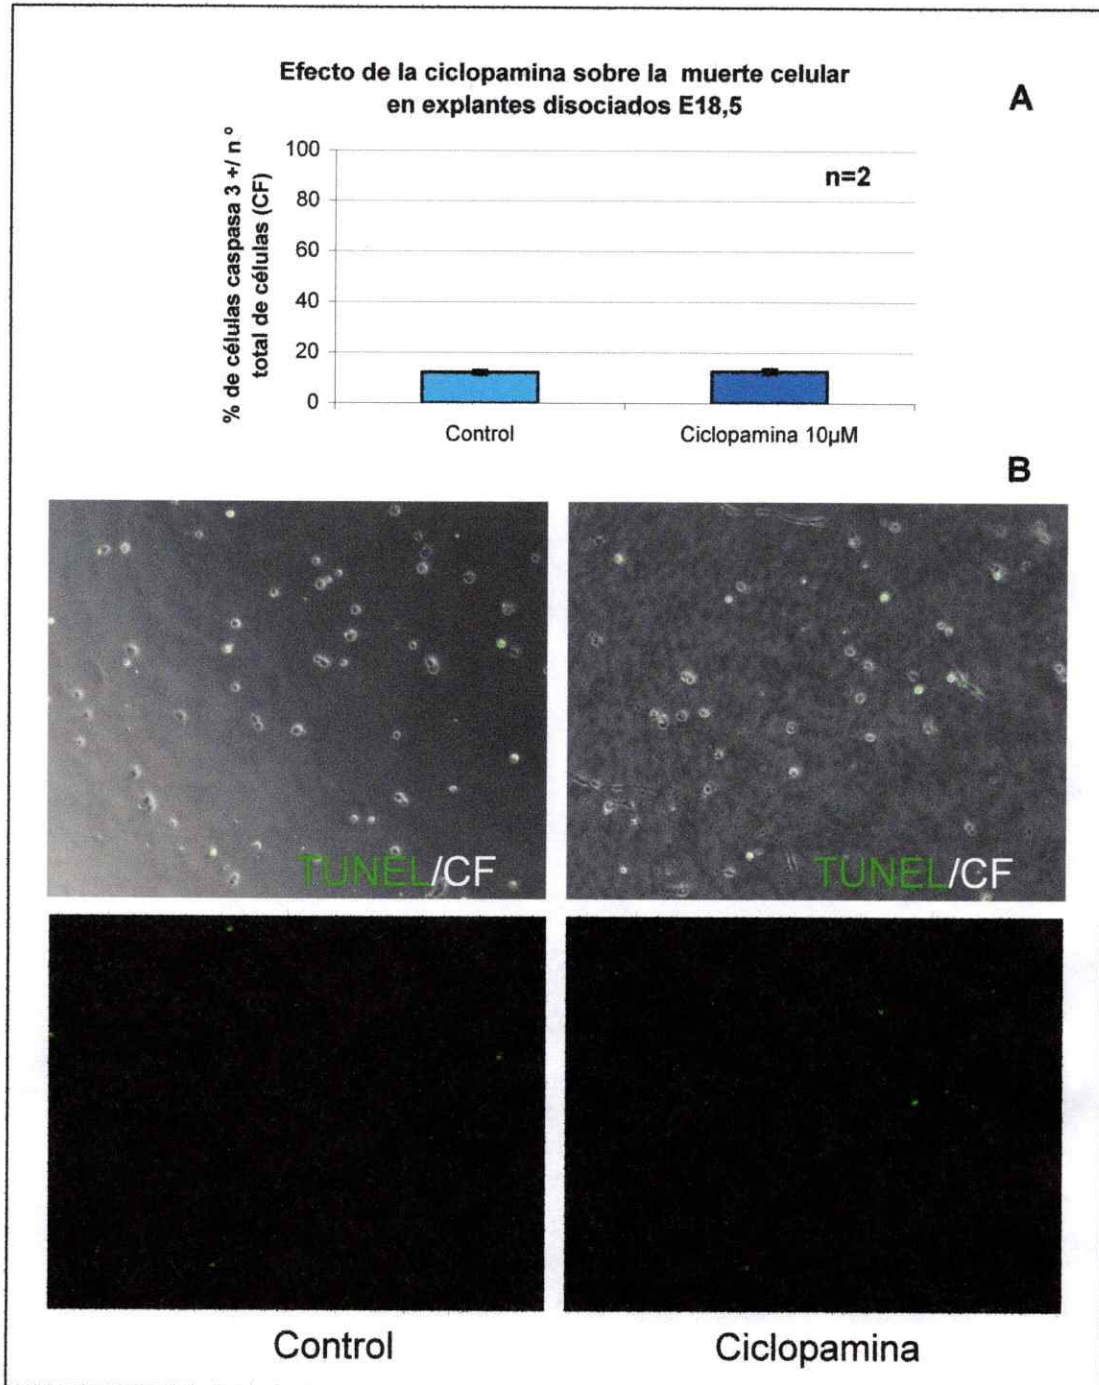 Efecto de la ciclopamina sobre la muerte celular
en explantes disociados E18,5
A
% de células caspasa 3 +/ n º
total de células (CF)
100
80
60
40
20
0
n=2
Control
Ciclopamina 10µM
B
TUNEL/CF
TUNEL/CF
Control
Ciclopamina